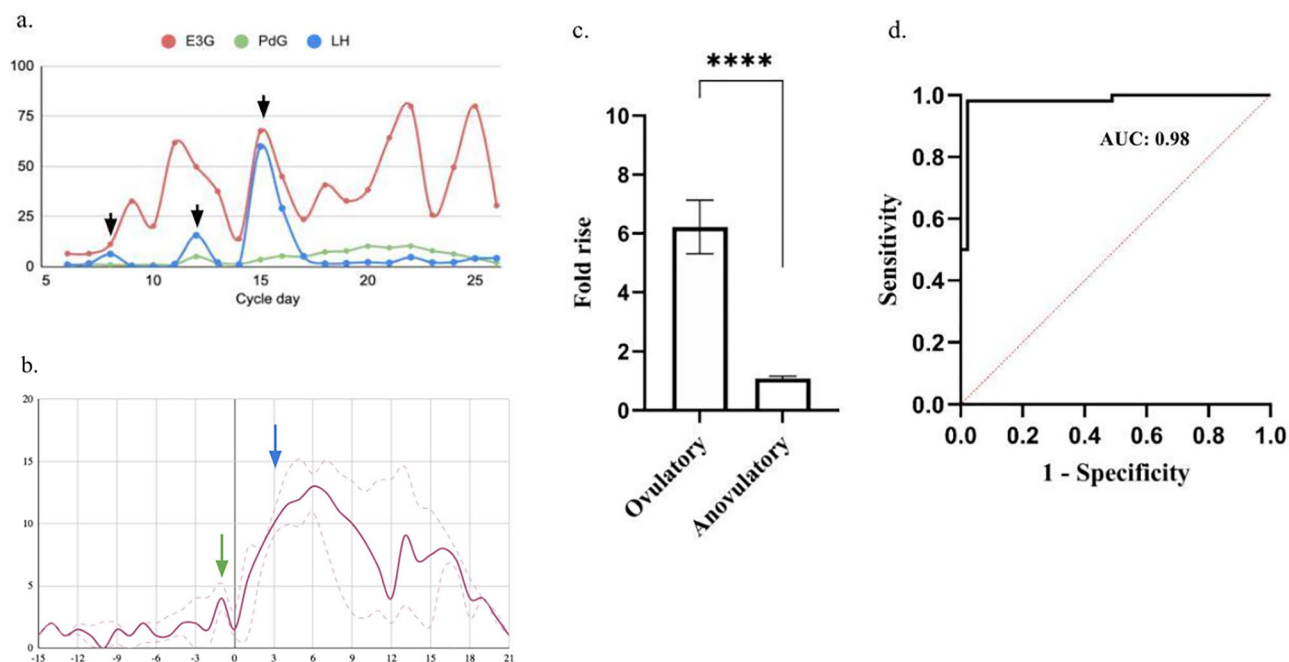 a.
E3G PdG LH
100
75
50
25
0
5 10 15 20 25
Cycle day
b.
20
15
10
5
0
-15 -12 -9 -6 -3 0 3 6 9 12 15 18 21
c.
****
10
8
6
4
2
0
Fold rise
Ovulatory Anovulatory
d.
1.0
0.8
0.6
0.4
0.2
0.0
Sensitivity
AUC: 0.98
0.0 0.2 0.4 0.6 0.8 1.0
1 - Specificity